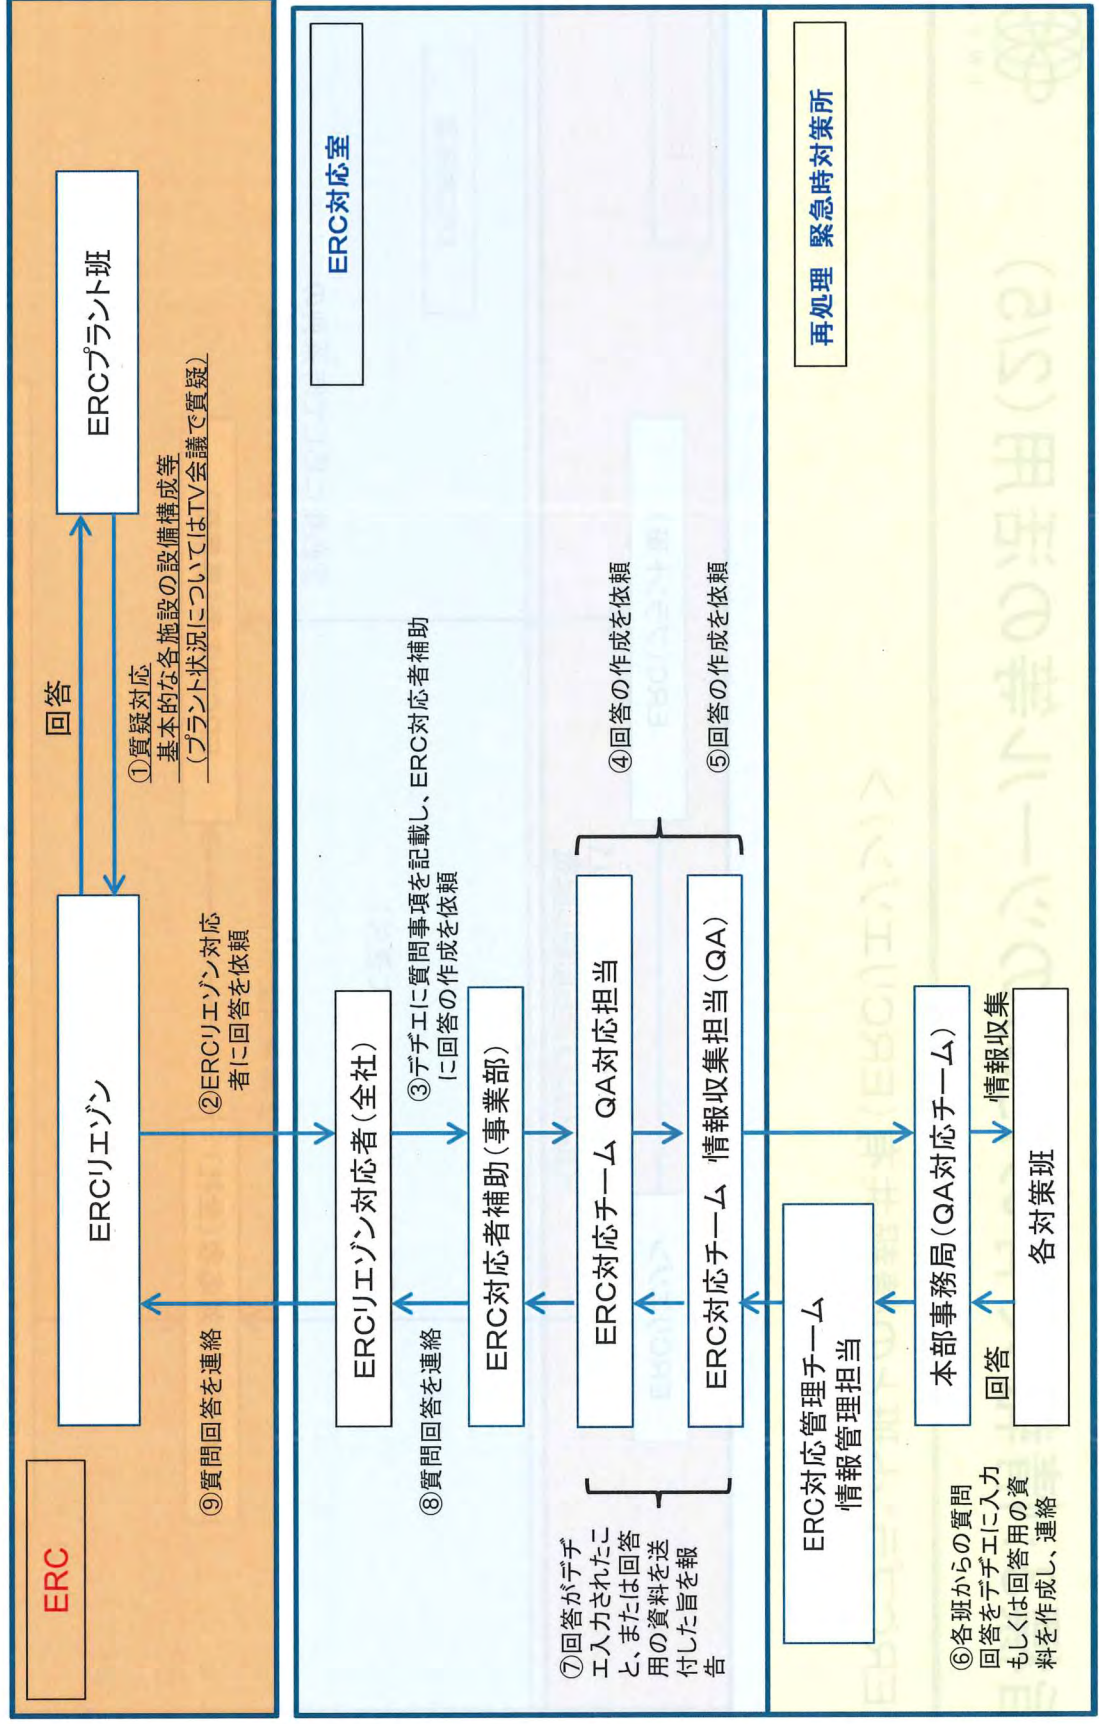 ERC
ERCリエゾン
回答
ERCプラント班
①質疑対応
基本的な各施設の設備構成等
(プラント状況についてはTV会議で質疑)
②ERCリエゾン対応
者に回答を依頼
⑨質問回答を連絡
ERC対応室
ERCリエゾン対応者(全社)
③デヂエに質問事項を記載し、ERC対応者補助
に回答の作成を依頼
⑧質問回答を連絡
ERC対応者補助(事業部)
ERC対応チーム QA対応担当
④回答の作成を依頼
ERC対応チーム 情報収集担当(QA)
⑤回答の作成を依頼
⑦回答がデヂ
エ入力されたこ
と、または回答
用の資料を送
付した旨を報
告
再処理 緊急時対策所
ERC対応管理チーム
情報管理担当
本部事務局(QA対応チーム)
回答
情報収集
各対策班
⑥各班からの質問
回答をデヂエに入力
もしくは回答用の資
料を作成し、連絡